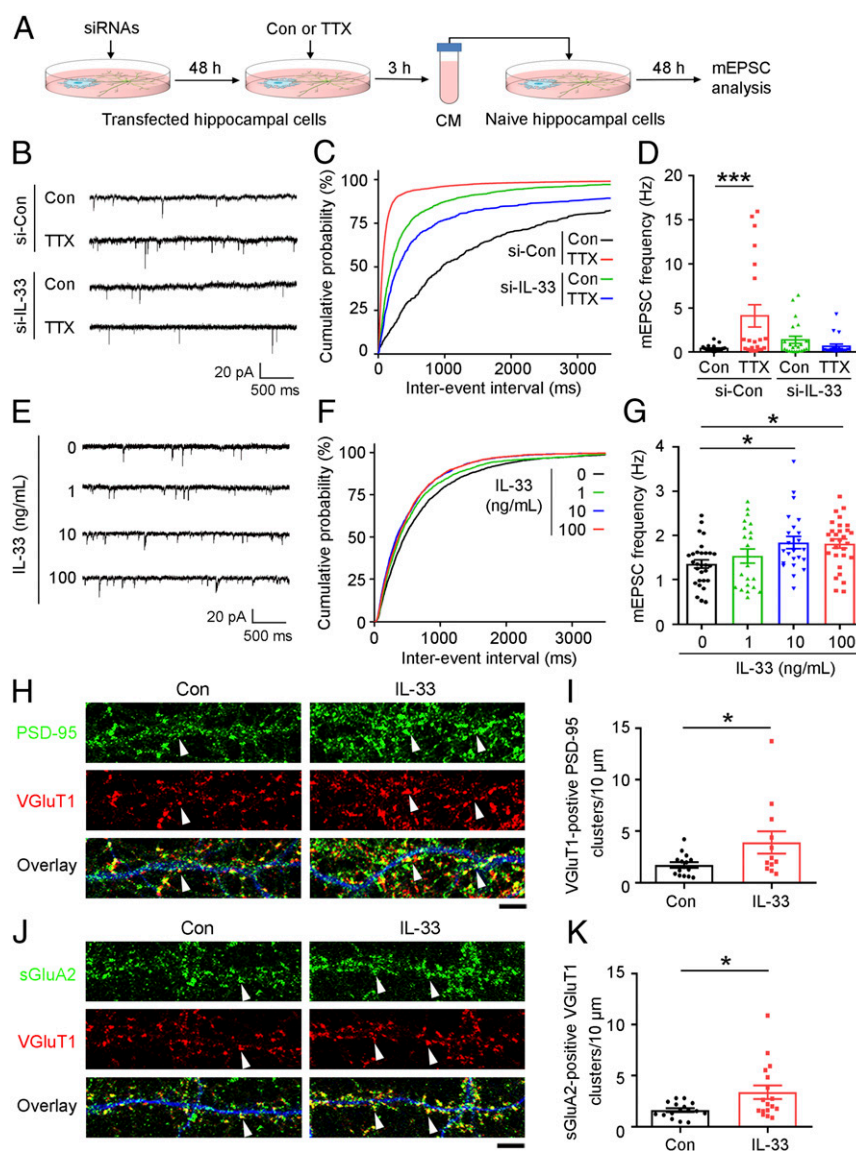 A
siRNAs
Con or TTX
48 h
3 h
48 h
mEPSC
analysis
Transfected hippocampal cells
CM
Naive hippocampal cells
B
si-Con
Con
TTX
si-IL-33
Con
TTX
20 pA
500 ms
C
Cumulative probability (%)
100
75
50
25
0
si-Con
Con
TTX
si-IL-33
Con
TTX
0 1000 2000 3000
Inter-event interval (ms)
D
mEPSC frequency (Hz)
20
15
10
5
0
***
Con TTX Con TTX
si-Con si-IL-33
E
IL-33 (ng/mL)
0
1
10
100
20 pA
500 ms
F
Cumulative probability (%)
100
75
50
25
0
IL-33
(ng/mL)
0
1
10
100
0 1000 2000 3000
Inter-event interval (ms)
G
mEPSC frequency (Hz)
4
3
2
1
0
*
*
0 1 10 100
IL-33 (ng/mL)
H
Con IL-33
PSD-95
VGluT1
Overlay
I
VGluT1-postive PSD-95
clusters/10 µm
15
10
5
0
*
Con IL-33
J
Con IL-33
sGluA2
VGluT1
Overlay
K
sGluA2-positive VGluT1
clusters/10 µm
15
10
5
0
*
Con IL-33